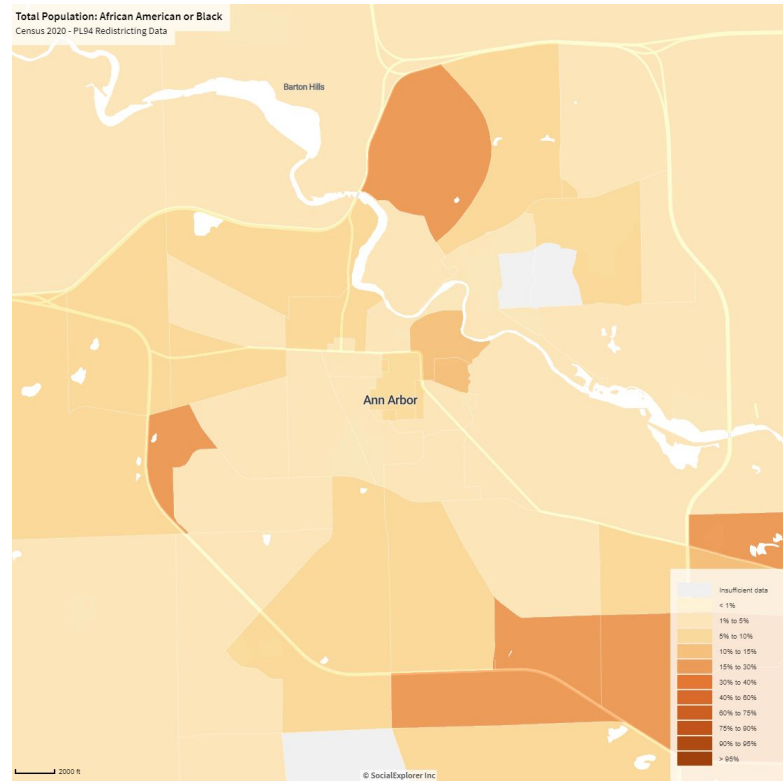 Total Population: African American or Black
Census 2020 - PL94 Redistricting Data
Barton Hills
Ann Arbor
Insufficient data
< 1%
1% to 5%
5% to 10%
10% to 15%
15% to 30%
30% to 40%
40% to 60%
60% to 75%
75% to 90%
90% to 95%
> 95%
2000 ft
© SocialExplorer Inc